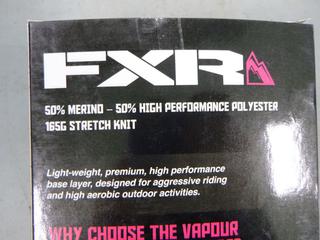 FXR
50% MERINO – 50% HIGH PERFORMANCE POLYESTER
165G STRETCH KNIT
Light-weight, premium, high performance
base layer, designed for aggressive riding
and high aerobic outdoor activities.
WHY CHOOSE THE VAPOUR